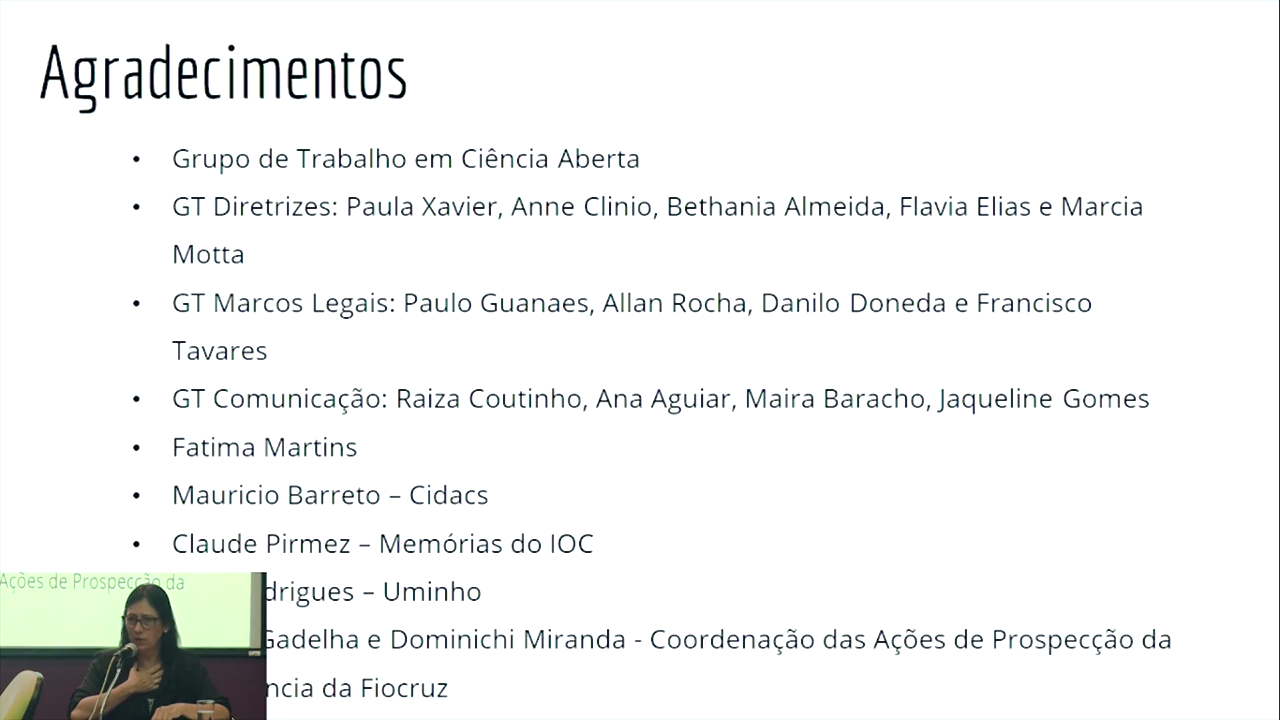 Agradecimentos
• Grupo de Trabalho em Ciência Aberta
• GT Diretrizes: Paula Xavier, Anne Clinio, Bethania Almeida, Flavia Elias e Marcia
Motta
• GT Marcos Legais: Paulo Guanaes, Allan Rocha, Danilo Doneda e Francisco
Tavares
• GT Comunicação: Raiza Coutinho, Ana Aguiar, Maira Baracho, Jaqueline Gomes
• Fatima Martins
• Mauricio Barreto – Cidacs
• Claude Pirmez – Memórias do IOC
– Uminho
Gadelha e Dominichi Miranda - Coordenação das Ações de Prospecção da
da Fiocruz
Ações de Prospecção da